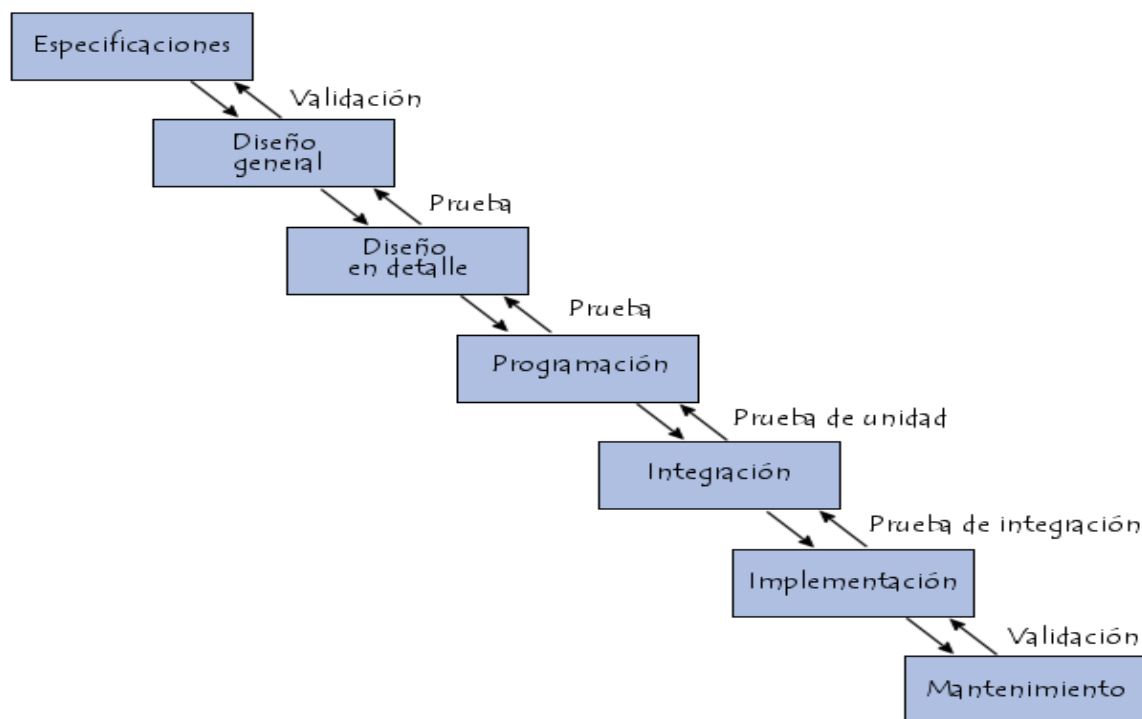 Especificaciones
Validación
Diseño
general
Prueba
Diseño
en detalle
Prueba
Programación
Prueba de unidad
Integración
Prueba de integración
Implementación
Validación
Mantenimiento